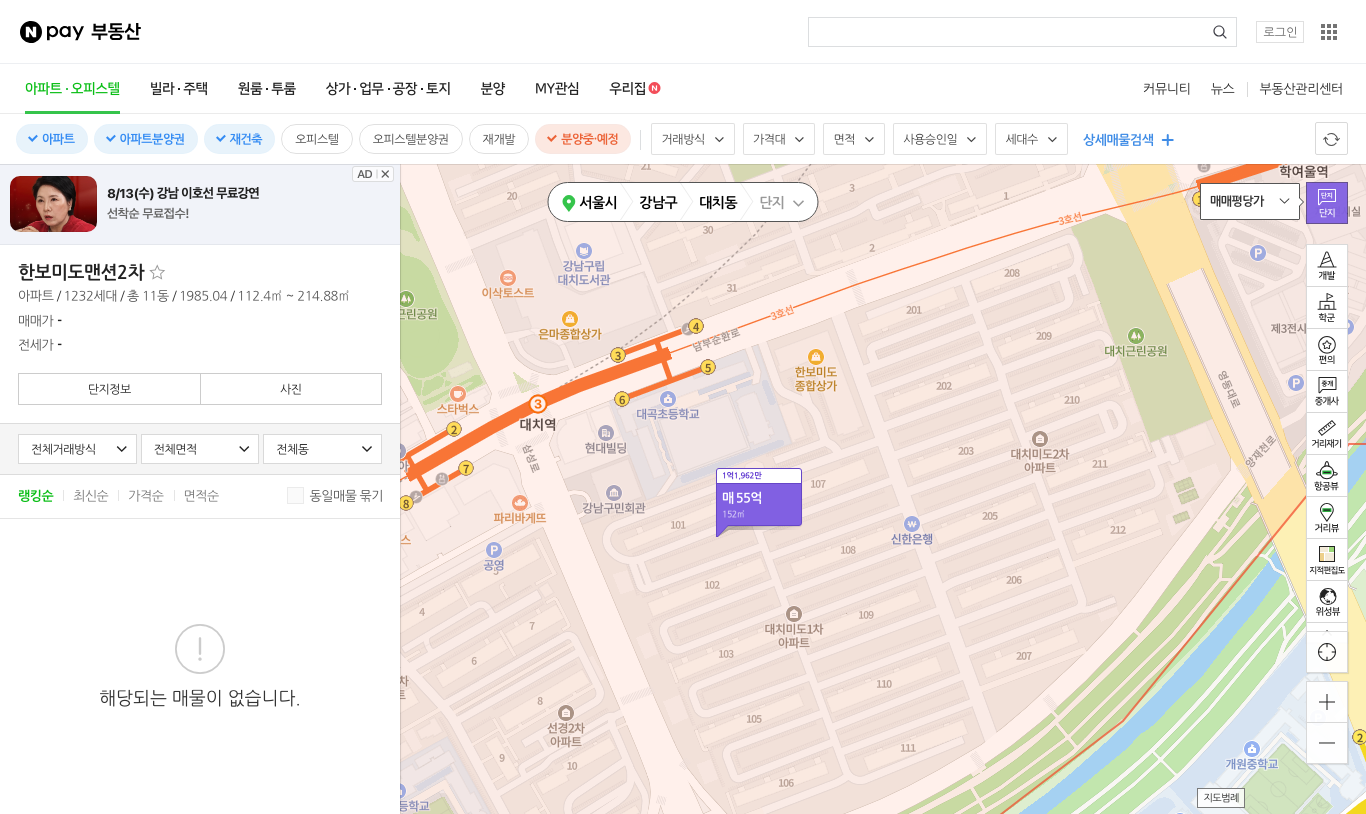 N pay 부동산
로그인
아파트 · 오피스텔
빌라 · 주택
원룸 · 투룸
상가 · 업무 · 공장 · 토지
분양
MY관심
우리집 N
커뮤니티
뉴스
부동산관리센터
아파트
아파트분양권
재건축
오피스텔
오피스텔분양권
재개발
분양중·예정
거래방식
가격대
면적
사용승인일
세대수
상세매물검색
AD
8/13(수) 강남 이호선 무료강연
선착순 무료접수!
한보미도맨션2차
아파트 / 1232세대 / 총 11동 / 1985.04 / 112.4㎡ ~ 214.88㎡
매매가 -
전세가 -
단지정보
사진
전체거래방식
전체면적
전체동
랭킹순
최신순
가격순
면적순
동일매물 묶기
해당되는 매물이 없습니다.
서울시
강남구
대치동
단지
매매평당가
단지
단지
학여울역
개발
학군
편의
중개
중개사
거리재기
항공뷰
거리뷰
지적편집도
위성뷰
지도범례
21
20
3
1
2
30
31
3호선
3호선
208
201
209
202
203
211
212
205
206
207
강남구립
대치도서관
이삭토스트
은마종합상가
근린공원
남부순환로
한보미도
종합상가
대치근린공원
제3전시
영동대로
양재천로
P
P
스타벅스
3
대치역
대곡초등학교
현대빌딩
삼성로
강남구민회관
파리바게뜨
P
공영
신한은행
대치미도2차
아파트
대치미도1차
아파트
선경2차
아파트
개원중학교
등학교
1억1,962만
매 55억
152㎡
107
101
108
102
109
103
110
105
111
106
4
7
6
5
8
9
10
2
3
4
5
6
7
8
2